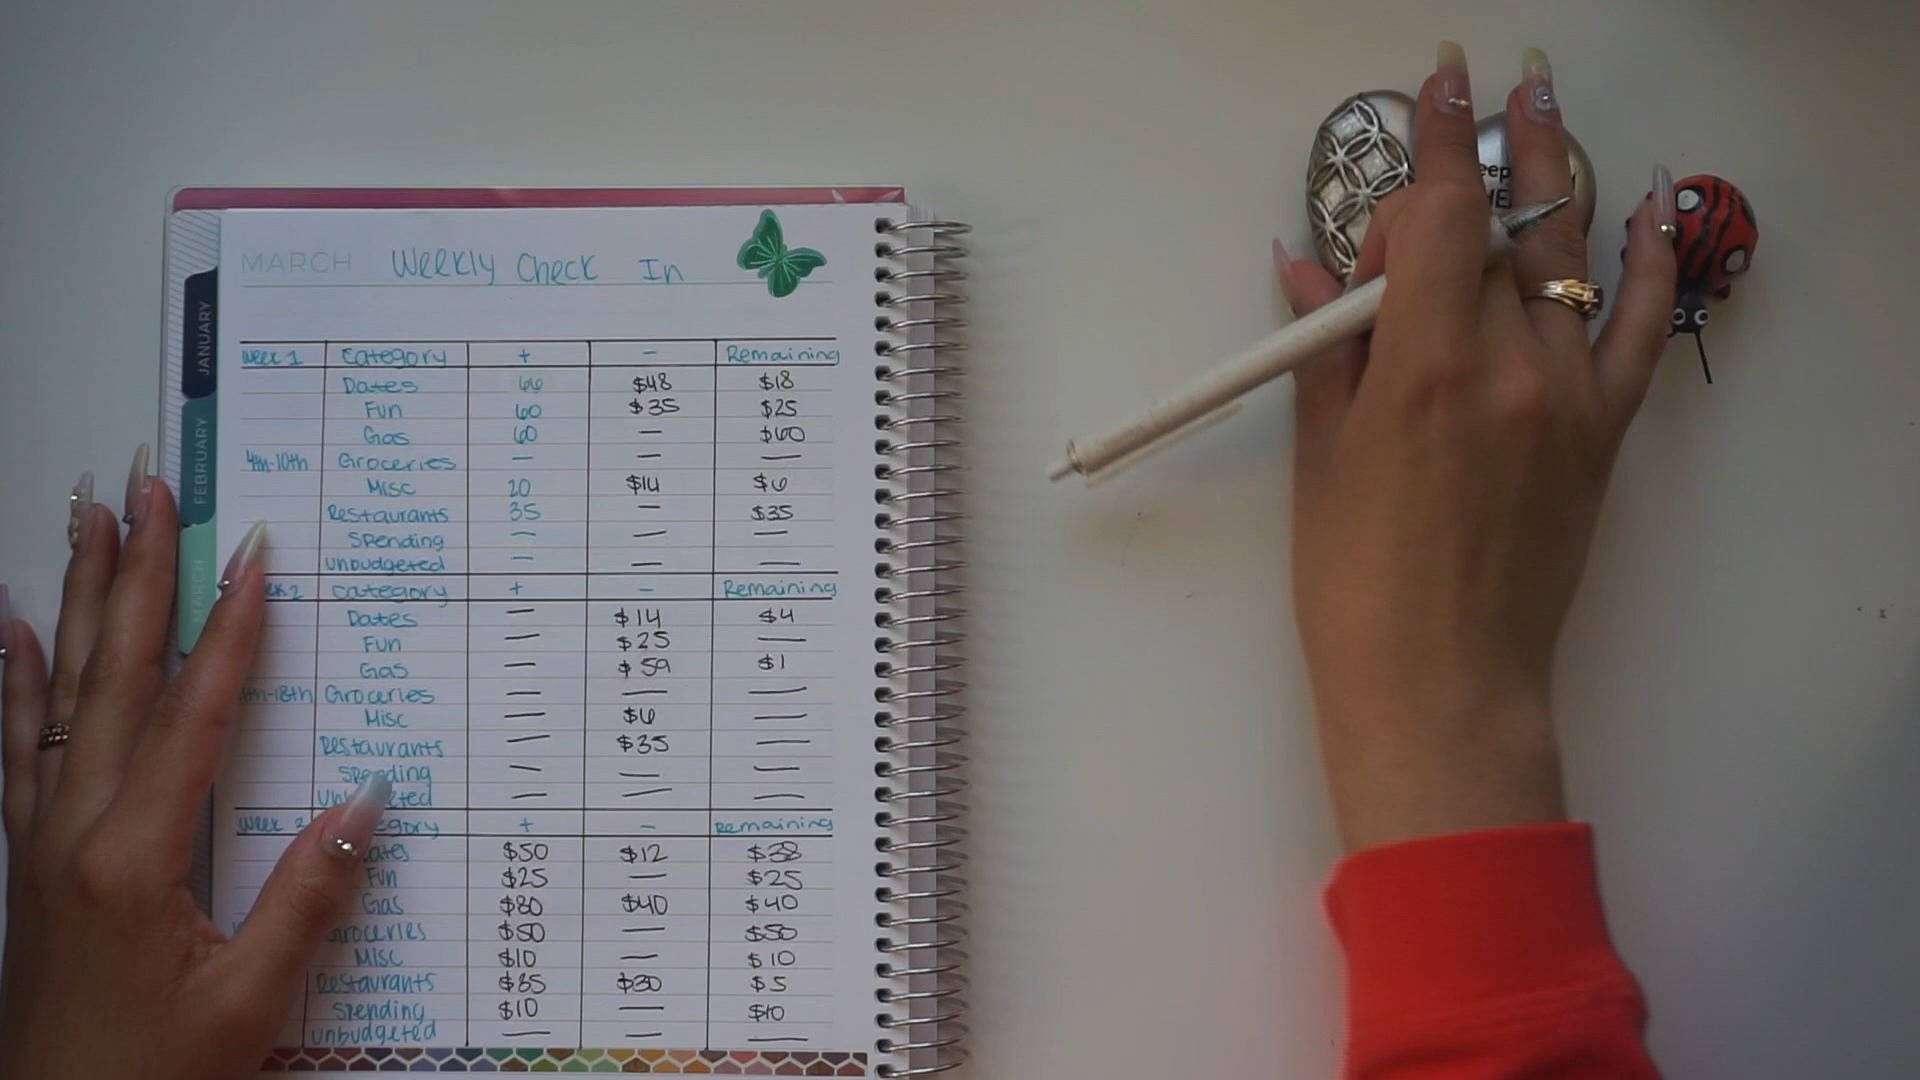 MARCH Weekly Check In
Week 1 Category + − Remaining
Dates 66 $48 $18
Fun 60 $35 $25
Gas 60 — $60
4th-10th Groceries — — —
Misc 20 $14 $6
Restaurants 35 — $35
Spending — — —
Unbudgeted — — —
Category + − Remaining
Dates — $14 $4
Fun — $25 —
Gas — $59 $1
Groceries — — —
Misc — $6 —
Restaurants — $35 —
Spending — — —
— — —
Week 3 + − Remaining
Dates $50 $12 $38
Fun $25 — $25
Gas $80 $40 $40
Groceries $50 — $50
Misc $10 — $10
Restaurants $35 $30 $5
Spending $10 — $10
Unbudgeted — — —
JANUARY
FEBRUARY
MARCH